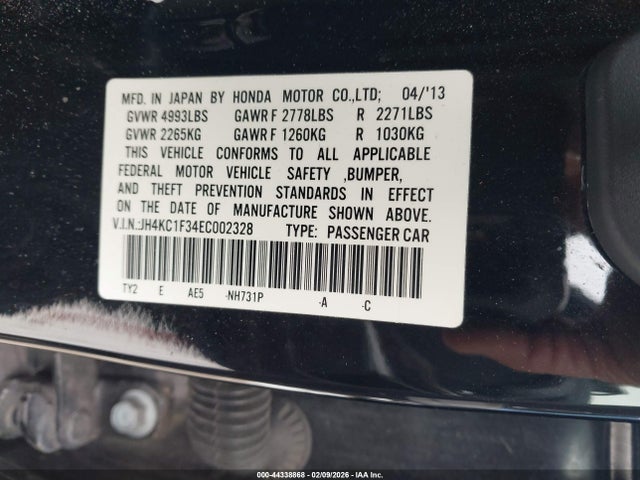 MFD. IN JAPAN BY HONDA MOTOR CO.,LTD; 04/'13
GVWR 4993LBS GAWR F 2778LBS R 2271LBS
GVWR 2265KG GAWR F 1260KG R 1030KG
THIS VEHICLE CONFORMS TO ALL APPLICABLE
FEDERAL MOTOR VEHICLE SAFETY ,BUMPER,
AND THEFT PREVENTION STANDARDS IN EFFECT
ON THE DATE OF MANUFACTURE SHOWN ABOVE.
V.I.N.:JH4KC1F34EC002328 TYPE: PASSENGER CAR
TY2 E AE5 -NH731P -A -C
000-44338868 - 02/09/2026 - IAA Inc.